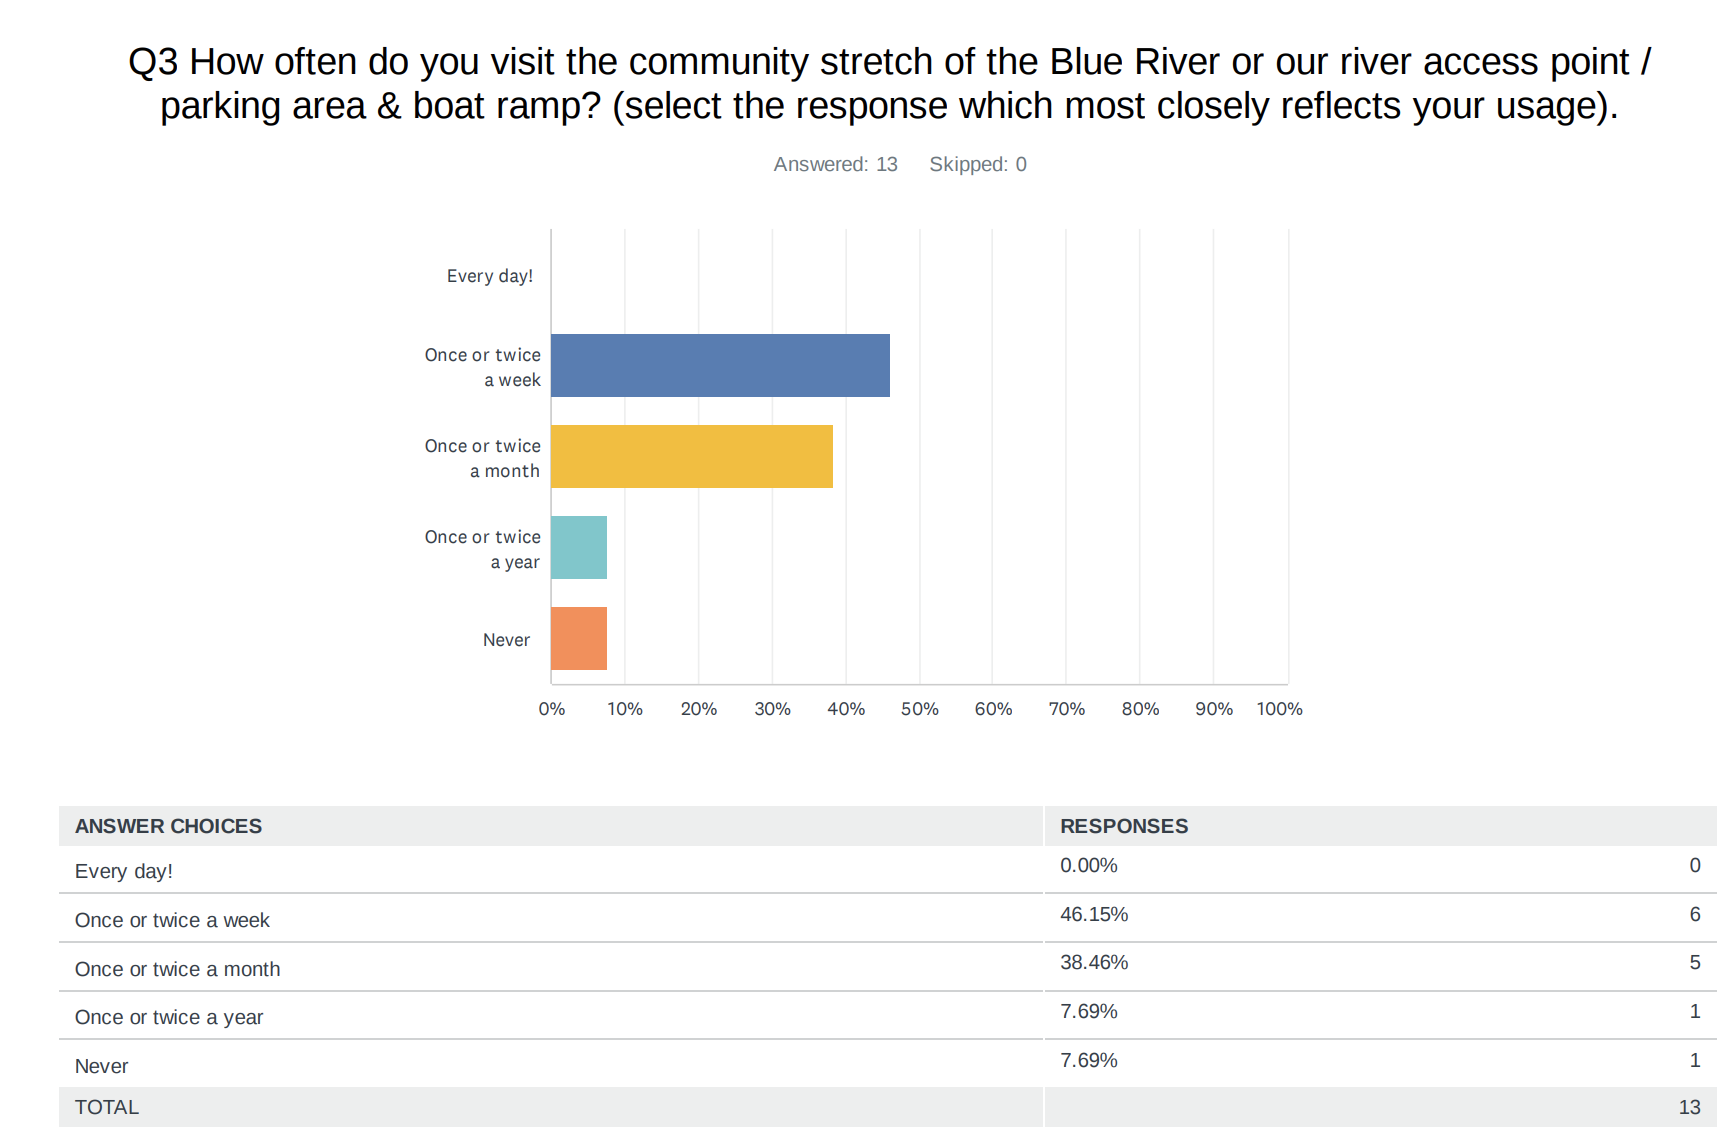 Q3 How often do you visit the community stretch of the Blue River or our river access point /
parking area & boat ramp? (select the response which most closely reflects your usage).
Answered: 13 Skipped: 0
Every day!
Once or twice
a week
Once or twice
a month
Once or twice
a year
Never
0% 10% 20% 30% 40% 50% 60% 70% 80% 90% 100%
ANSWER CHOICES RESPONSES
Every day! 0.00% 0
Once or twice a week 46.15% 6
Once or twice a month 38.46% 5
Once or twice a year 7.69% 1
Never 7.69% 1
TOTAL 13